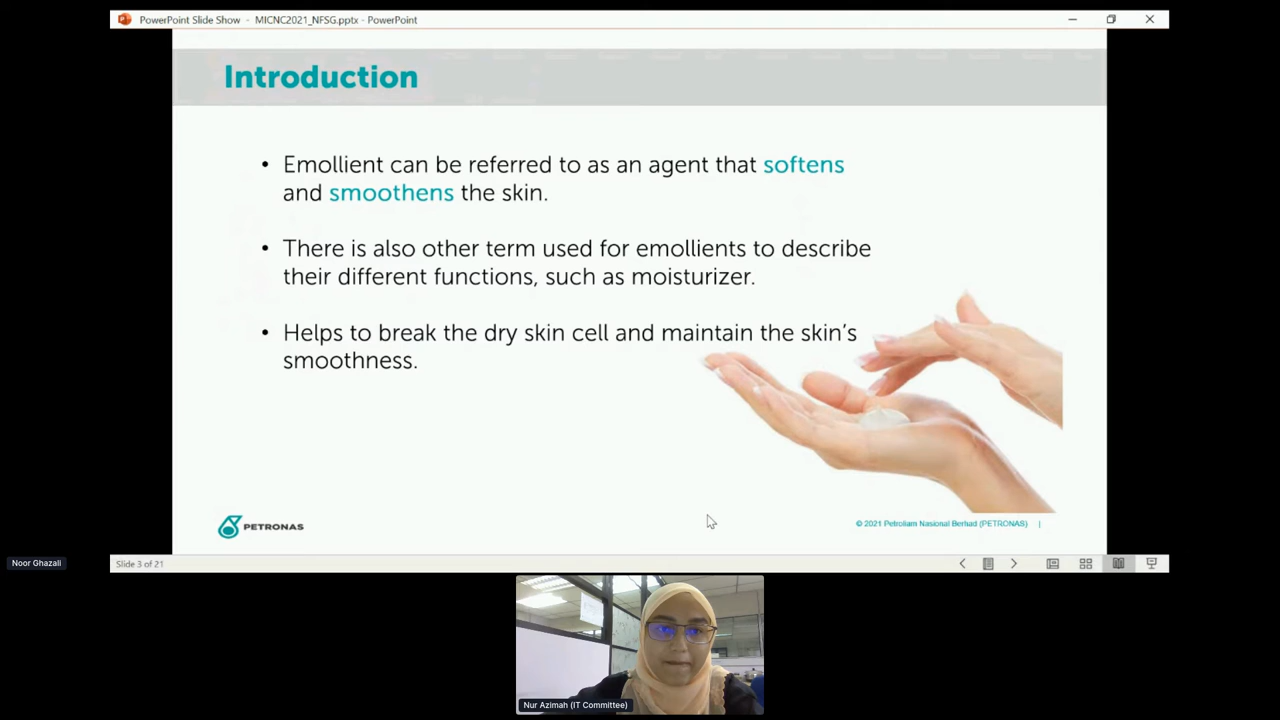 PowerPoint Slide Show - MICNC2021_NFSG.pptx - PowerPoint
Introduction
• Emollient can be referred to as an agent that softens
and smoothens the skin.
• There is also other term used for emollients to describe
their different functions, such as moisturizer.
• Helps to break the dry skin cell and maintain the skin’s
smoothness.
PETRONAS
© 2021 Petroliam Nasional Berhad (PETRONAS) |
Noor Ghazali
Slide 3 of 21
Nur Azimah (IT Committee)